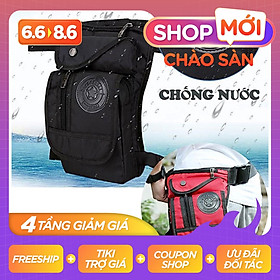 6.6 8.6
SHOP MỚI
CHÀO SÀN
CHỐNG NƯỚC
4 TẦNG GIẢM GIÁ
FREESHIP + TIKI TRỢ GIÁ + COUPON SHOP + ƯU ĐÃI ĐỐI TÁC